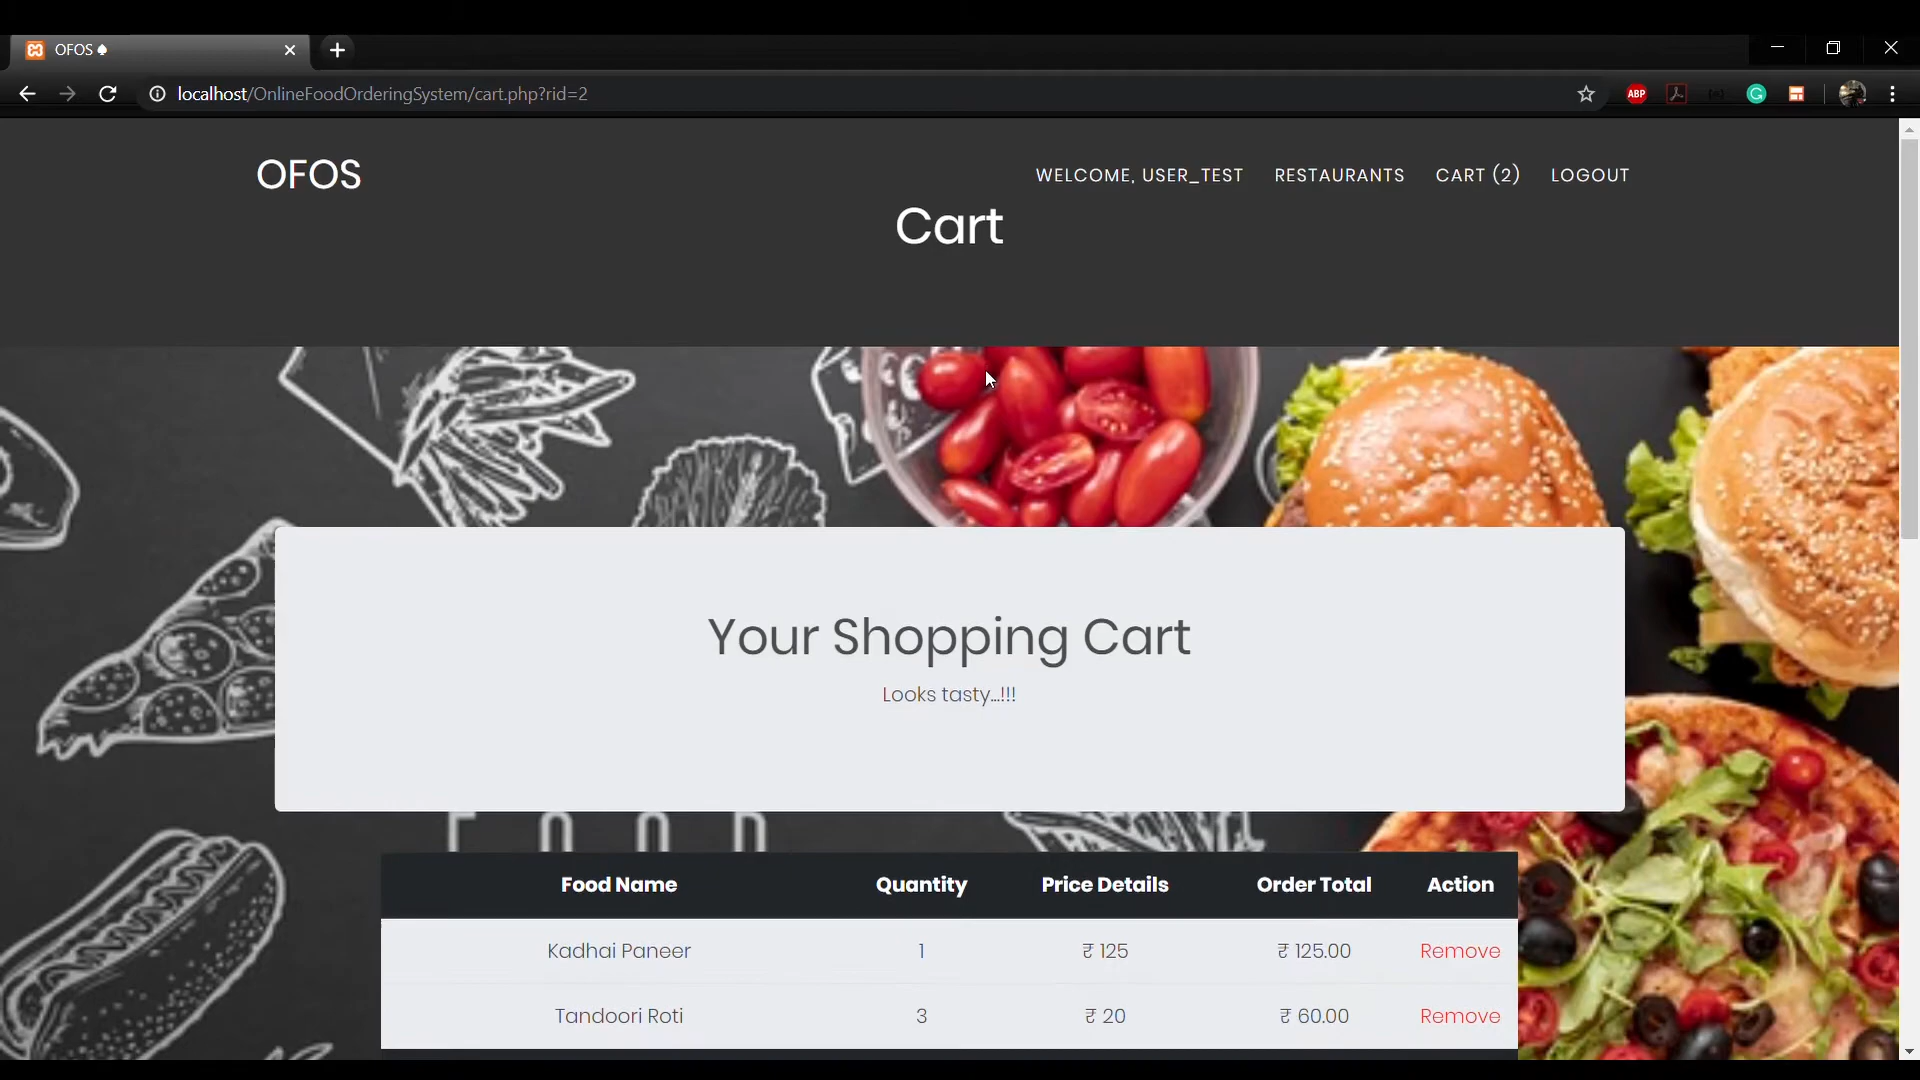 OFOS ♠
localhost/OnlineFoodOrderingSystem/cart.php?rid=2
ABP
OFOS
WELCOME, USER_TEST RESTAURANTS CART (2) LOGOUT
Cart
Your Shopping Cart
Looks tasty...!!!
FOOD
Food Name Quantity Price Details Order Total Action
Kadhai Paneer 1 ₹ 125 ₹ 125.00 Remove
Tandoori Roti 3 ₹ 20 ₹ 60.00 Remove